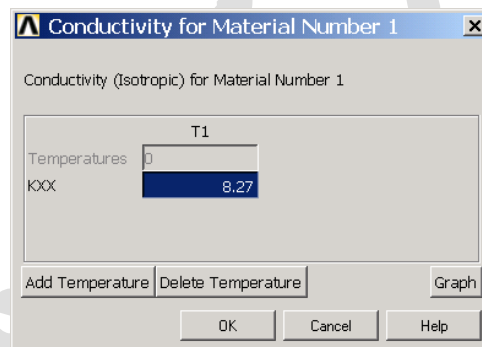 Conductivity for Material Number 1
Conductivity (Isotropic) for Material Number 1
T1
Temperatures 0
KXX 8.27
Add Temperature Delete Temperature Graph
OK Cancel Help